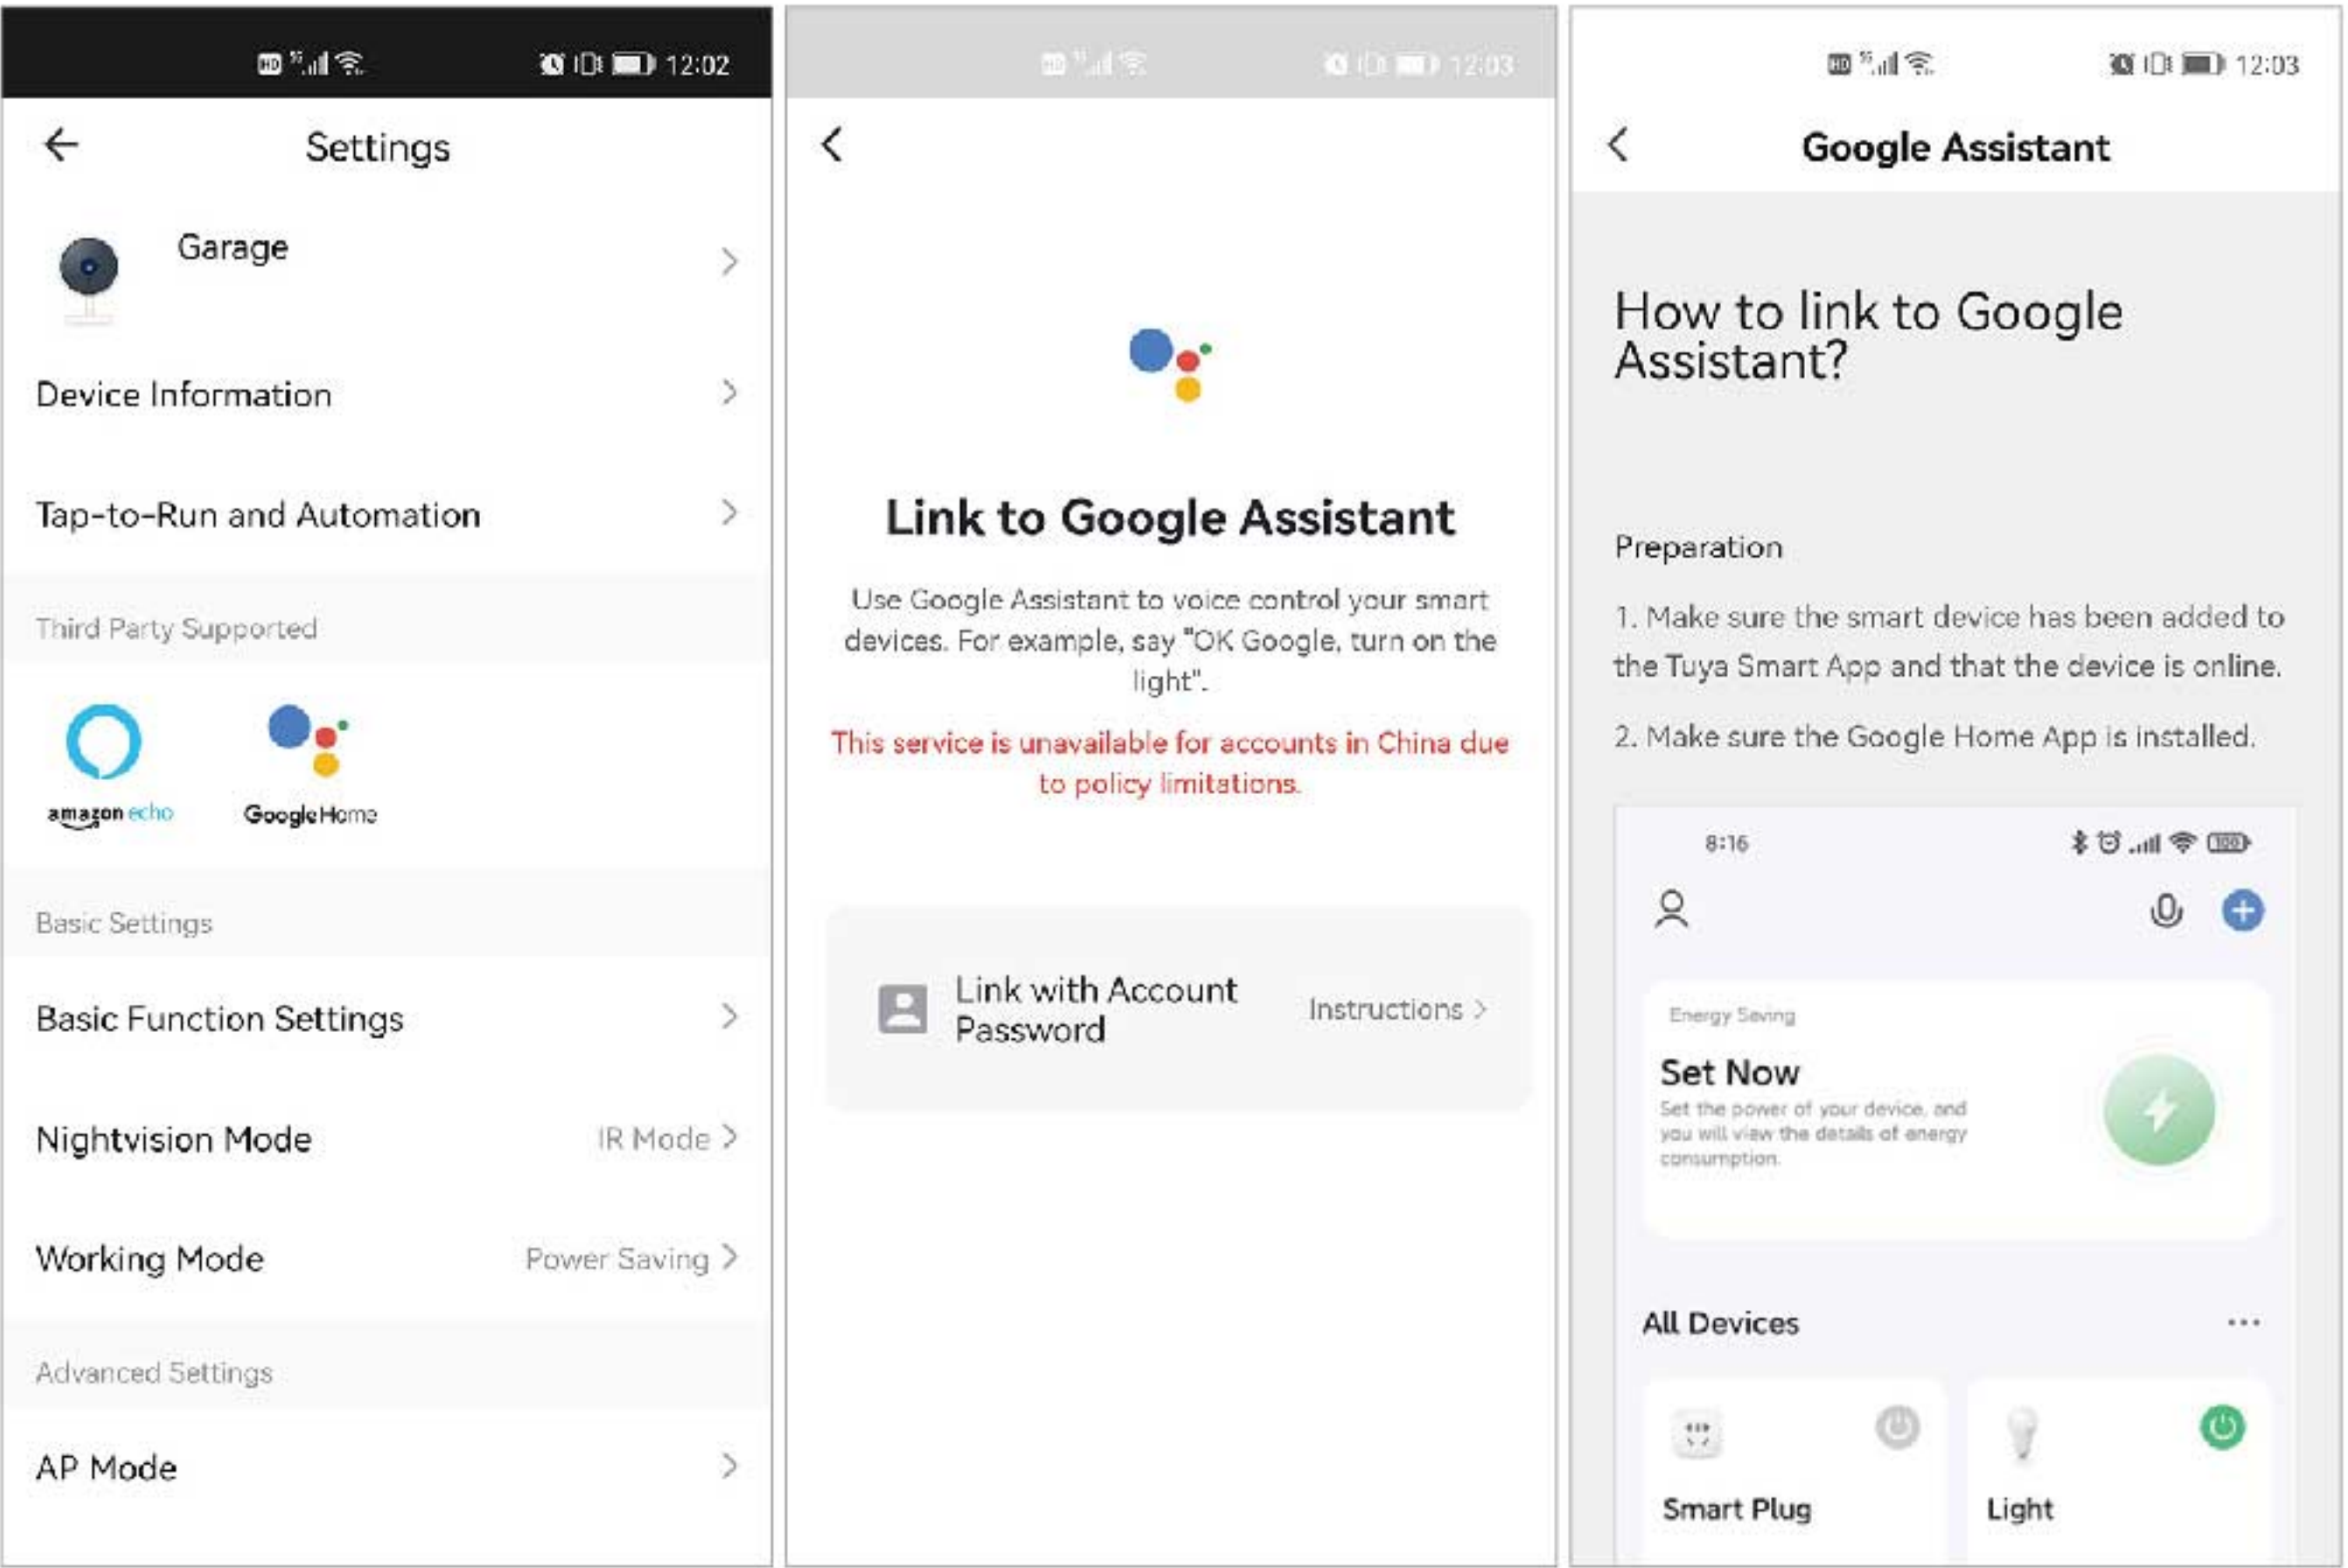 HD 5G 12:02
Settings
Garage
Device Information
Tap-to-Run and Automation
Third Party Supported
amazon echo
Google Home
Basic Settings
Basic Function Settings
Nightvision Mode IR Mode
Working Mode Power Saving
Advanced Settings
AP Mode
HD 5G 12:03
Link to Google Assistant
Use Google Assistant to voice control your smart
devices. For example, say "OK Google, turn on the
light".
This service is unavailable for accounts in China due
to policy limitations.
Link with Account
Password
Instructions
HD 5G 12:03
Google Assistant
How to link to Google
Assistant?
Preparation
1. Make sure the smart device has been added to
the Tuya Smart App and that the device is online.
2. Make sure the Google Home App is installed.
8:16 100
Energy Saving
Set Now
Set the power of your device, and
you will view the details of energy
consumption.
All Devices
Smart Plug
Light